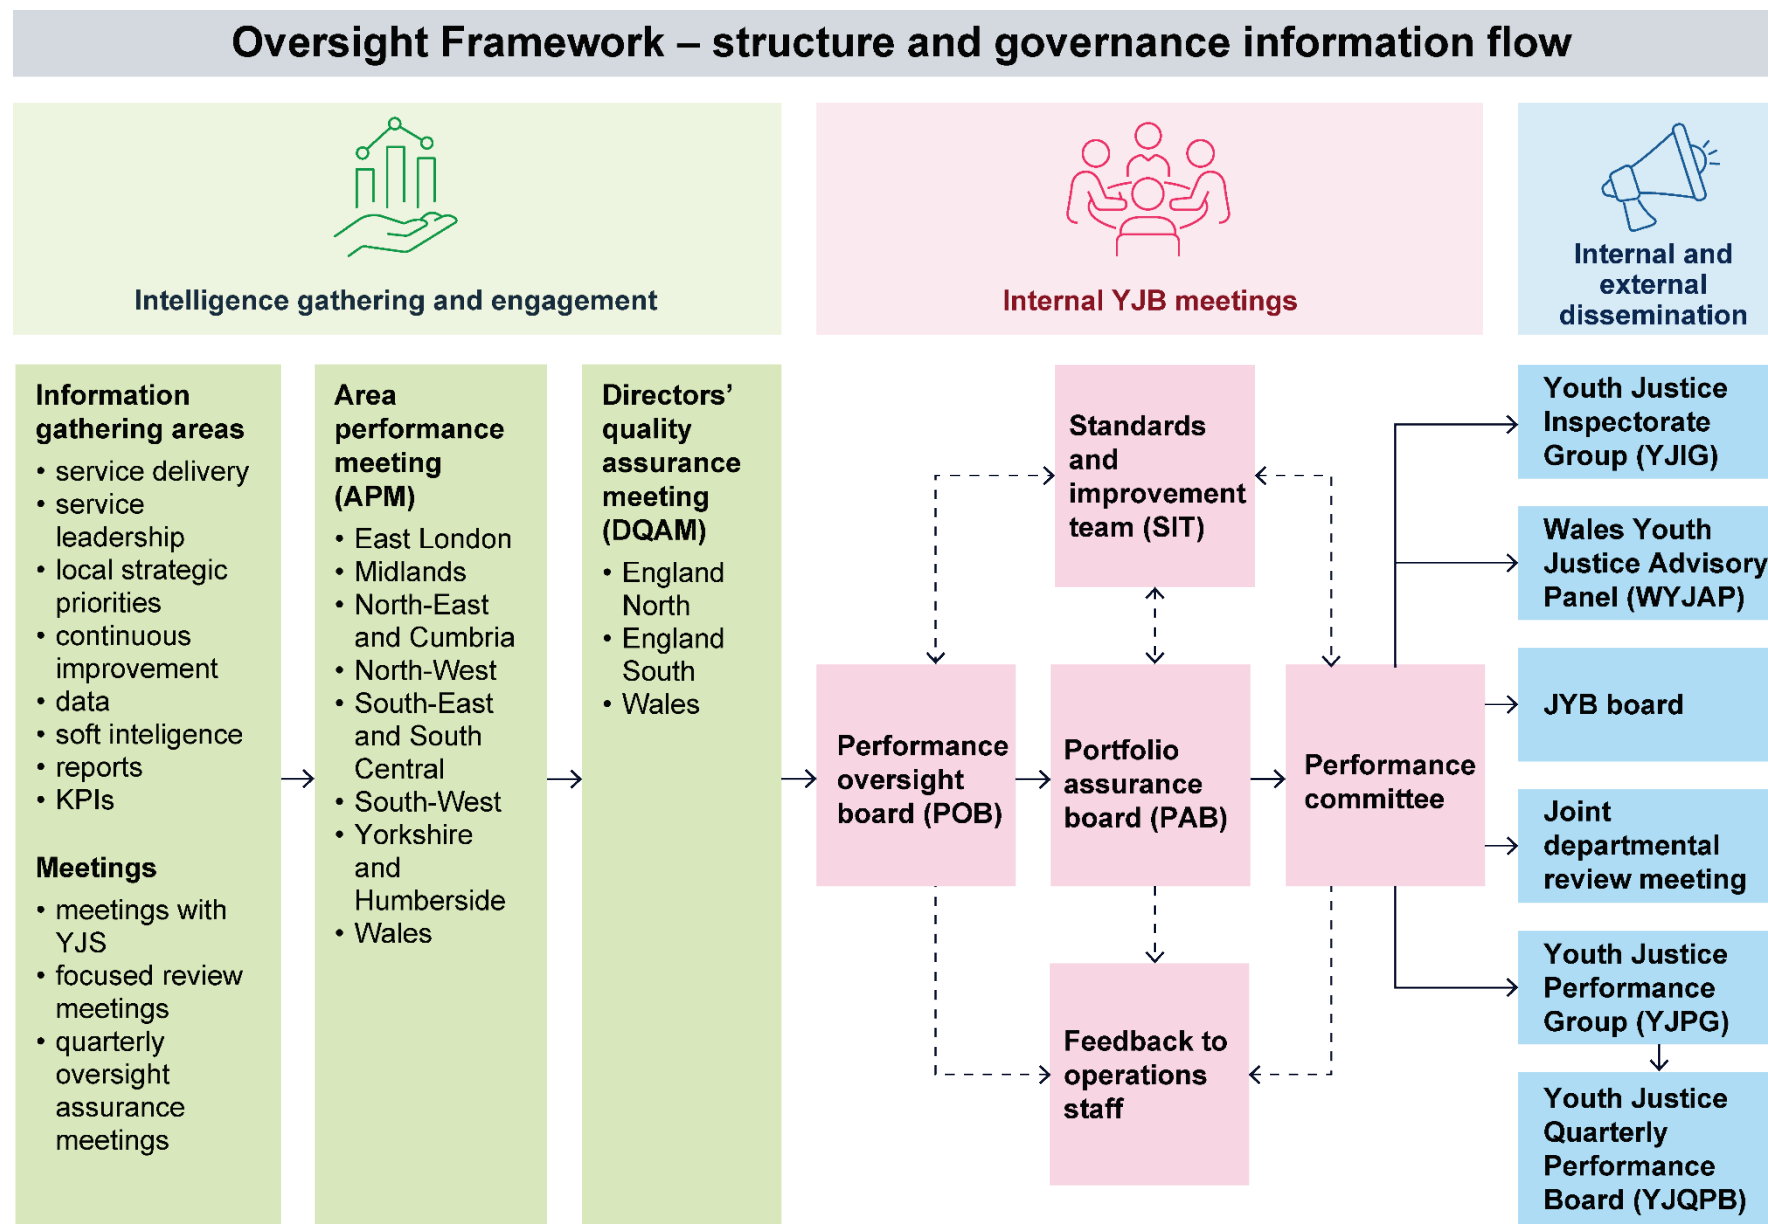 Oversight Framework – structure and governance information flow
Intelligence gathering and engagement
Internal YJB meetings
Internal and
external
dissemination
Information
gathering areas
• service delivery
• service
leadership
• local strategic
priorities
• continuous
improvement
• data
• soft inteligence
• reports
• KPIs
Meetings
• meetings with
YJS
• focused review
meetings
• quarterly
oversight
assurance
meetings
Area
performance
meeting
(APM)
• East London
• Midlands
• North-East
and Cumbria
• North-West
• South-East
and South
Central
• South-West
• Yorkshire
and
Humberside
• Wales
Directors’
quality
assurance
meeting
(DQAM)
• England
North
• England
South
• Wales
Standards
and
improvement
team (SIT)
Performance
oversight
board (POB)
Portfolio
assurance
board (PAB)
Performance
committee
Feedback to
operations
staff
Youth Justice
Inspectorate
Group (YJIG)
Wales Youth
Justice Advisory
Panel (WYJAP)
JYB board
Joint
departmental
review meeting
Youth Justice
Performance
Group (YJPG)
Youth Justice
Quarterly
Performance
Board (YJQPB)